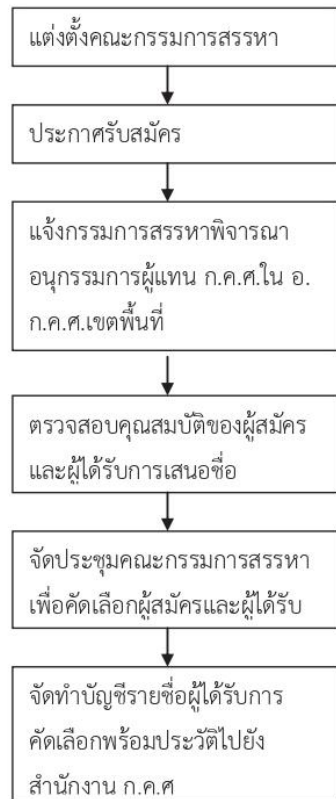 แต่งตั้งคณะกรรมการสรรหา
ประกาศรับสมัคร
แจ้งกรรมการสรรหาพิจารณา
อนุกรรมการผู้แทน ก.ค.ศ.ใน อ.
ก.ค.ศ.เขตพื้นที่
ตรวจสอบคุณสมบัติของผู้สมัคร
และผู้ได้รับการเสนอชื่อ
จัดประชุมคณะกรรมการสรรหา
เพื่อคัดเลือกผู้สมัครและผู้ได้รับ
จัดทำบัญชีรายชื่อผู้ได้รับการ
คัดเลือกพร้อมประวัติไปยัง
สำนักงาน ก.ค.ศ